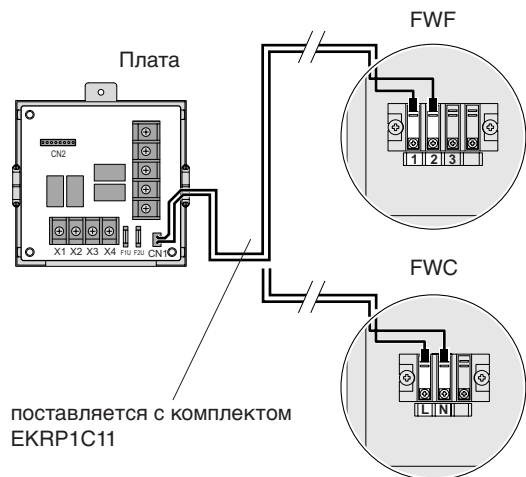 FWF
Плата
CN2
1 2 3
X1 X2 X3 X4 F1U F2U CN1
FWC
L N
поставляется с комплектом
EKRP1C11